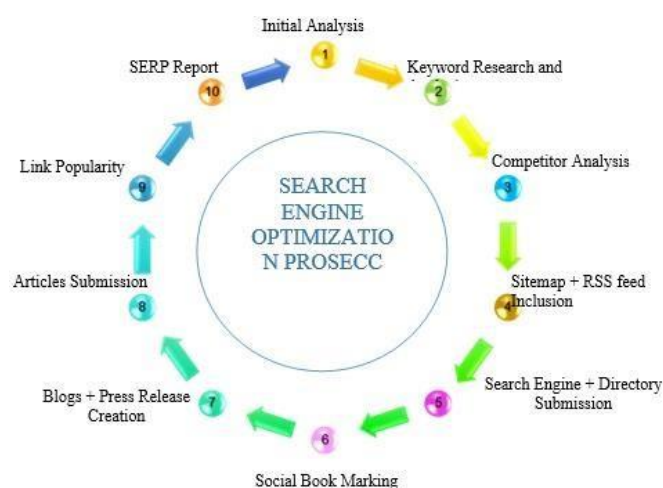 Initial Analysis
1
SERP Report
10
Keyword Research and
2
Link Popularity
9
SEARCH
ENGINE
OPTIMIZATIO
N PROSECC
Competitor Analysis
3
Articles Submission
8
Sitemap + RSS feed
Inclusion
4
Blogs + Press Release
Creation
7
Search Engine + Directory
Submission
5
6
Social Book Marking